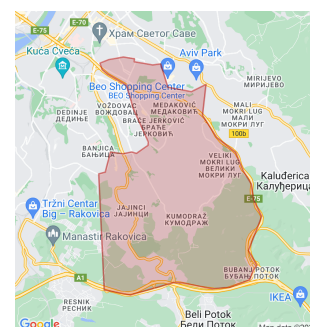 E-70
Храм Светог Саве
E-75
Kuća Cveća
Aviv Park
Beo Shopping Center
BEO Shopping Center
MIRIJEVO
МИРИЈЕВО
VOŽDOVAC
ВОЖДОВАЦ
MEDAKOVIĆ
МЕДАКОВИЋ
DEDINJE
ДЕДИЊЕ
BRAĆE JERKOVIĆ
БРАЋЕ
ЈЕРКОВИЋ
MALI
MOKRI LUG
МАЛИ
МОКРИ ЛУГ
100b
BANJICA
БАЊИЦА
VELIKI
MOKRI LUG
ВЕЛИКИ
МОКРИ ЛУГ
Kaluđerica
Калуђерица
E-75
Tržni Centar
Big – Rakovica
JAJINCI
ЈАЈИНЦИ
KUMODRAŽ
КУМОДРАЖ
Manastir Rakovica
A1
BUBANJ POTOK
БУБАЊ ПОТОК
RESNIK
РЕСНИК
IKEA
Beli Potok
Бели Поток
Google